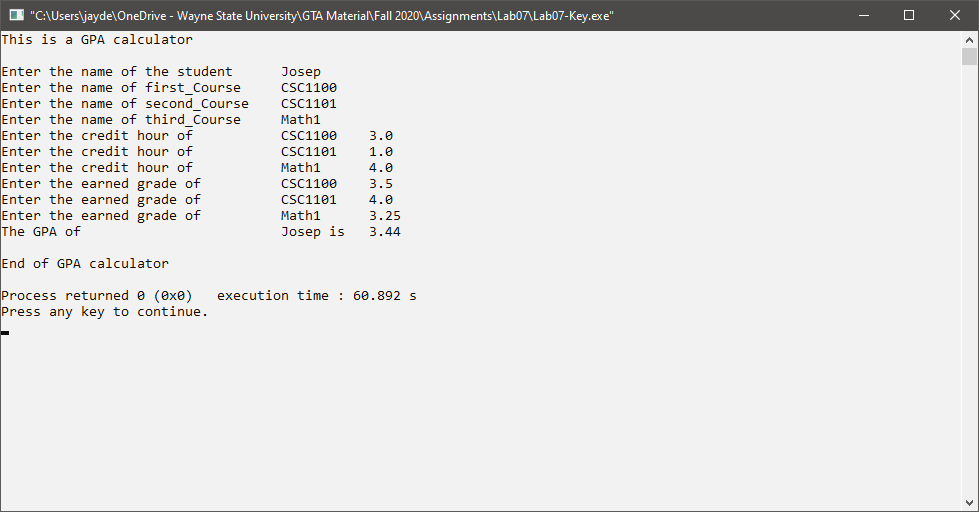 "C:\Users\jayde\OneDrive - Wayne State University\GTA Material\Fall 2020\Assignments\Lab07\Lab07-Key.exe"
This is a GPA calculator
Enter the name of the student      Josep
Enter the name of first_Course     CSC1100
Enter the name of second_Course    CSC1101
Enter the name of third_Course     Math1
Enter the credit hour of           CSC1100    3.0
Enter the credit hour of           CSC1101    1.0
Enter the credit hour of           Math1      4.0
Enter the earned grade of          CSC1100    3.5
Enter the earned grade of          CSC1101    4.0
Enter the earned grade of          Math1      3.25
The GPA of                         Josep is   3.44
End of GPA calculator
Process returned 0 (0x0)   execution time : 60.892 s
Press any key to continue.